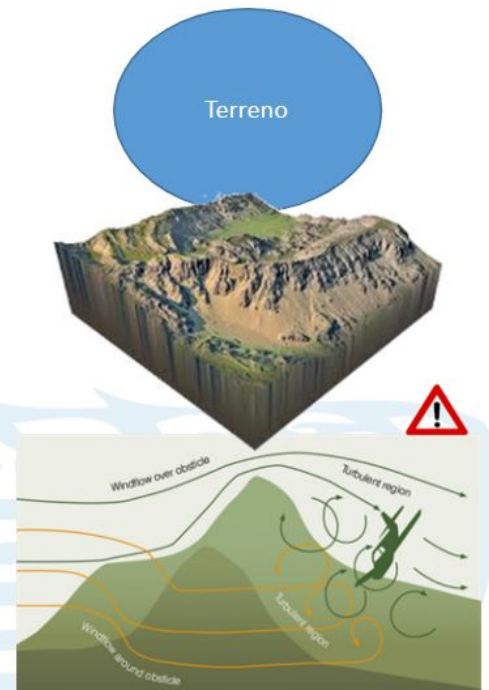 Terreno
!
Windflow over obstacle
Turbulent region
Turbulent region
Windflow around obstacle